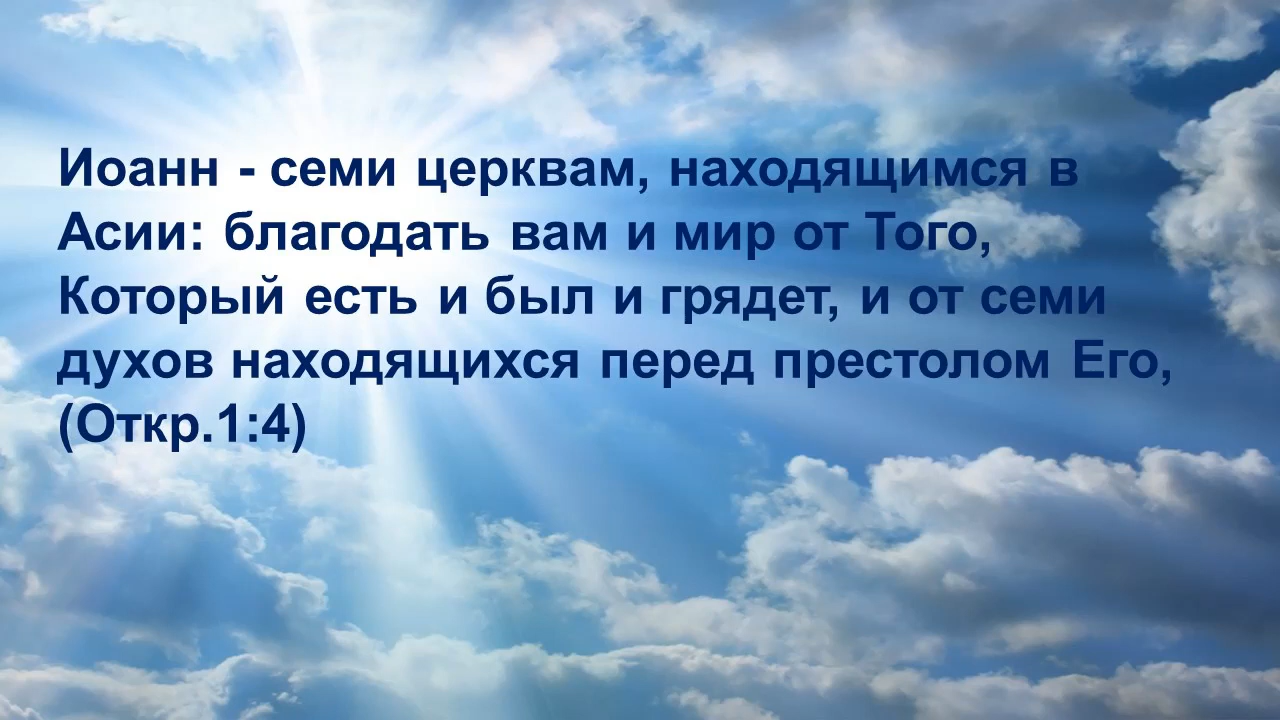 Иоанн - семи церквам, находящимся в
Асии: благодать вам и мир от Того,
Который есть и был и грядет, и от семи
духов находящихся перед престолом Его,
(Откр.1:4)